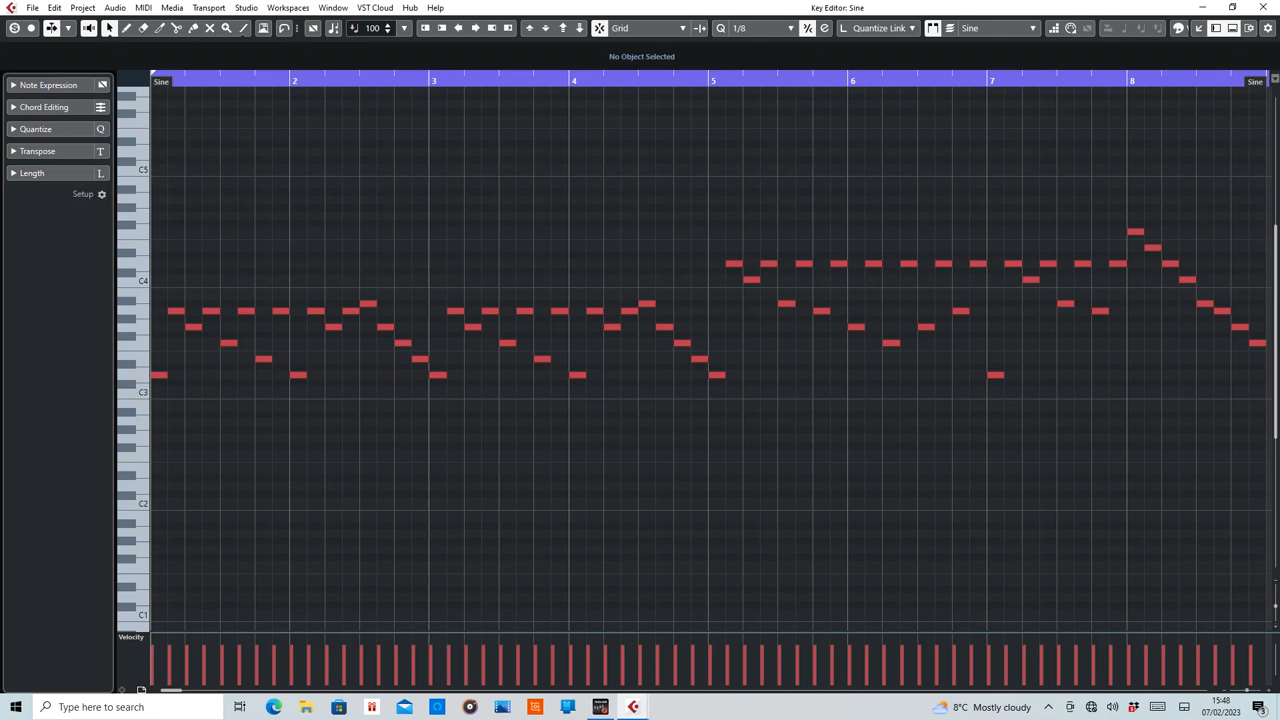 Key Editor: Sine
File Edit Project Audio MIDI Media Transport Studio Workspaces Window VST Cloud Hub Help
S 100 Grid Q 1/8 Quantize Link Sine
No Object Selected
Note Expression
Chord Editing
Quantize Q
Transpose T
Length L
Setup
2 3 4 5 6 7 8
Sine Sine
C5
C4
C3
C2
C1
Velocity
Type here to search
8°C Mostly cloudy
15:48
07/02/2023